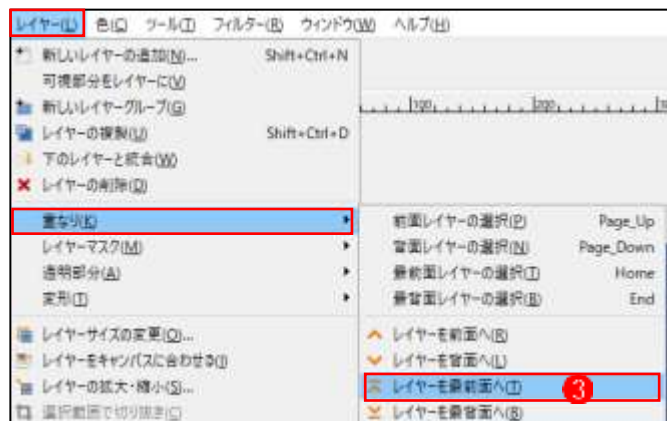 レイヤー(L) 色(C) ツール(T) フィルター(R) ウィンドウ(W) ヘルプ(H)
新しいレイヤーの追加(N)... Shift+Ctrl+N
可視部分をレイヤーに(V)
新しいレイヤーグループ(G)
レイヤーの複製(U) Shift+Ctrl+D
下のレイヤーと統合(W)
レイヤーの削除(D)
重なり(K)
レイヤーマスク(M)
透明部分(A)
変形(T)
レイヤーサイズの変更(O)...
レイヤーをキャンバスに合わせる(I)
レイヤーの拡大・縮小(S)...
選択範囲で切り抜き(C)
100 200
前面レイヤーの選択(P) Page_Up
背面レイヤーの選択(N) Page_Down
最前面レイヤーの選択(T) Home
最背面レイヤーの選択(B) End
レイヤーを前面へ(R)
レイヤーを背面へ(L)
レイヤーを最前面へ(T) 3
レイヤーを最背面へ(B)